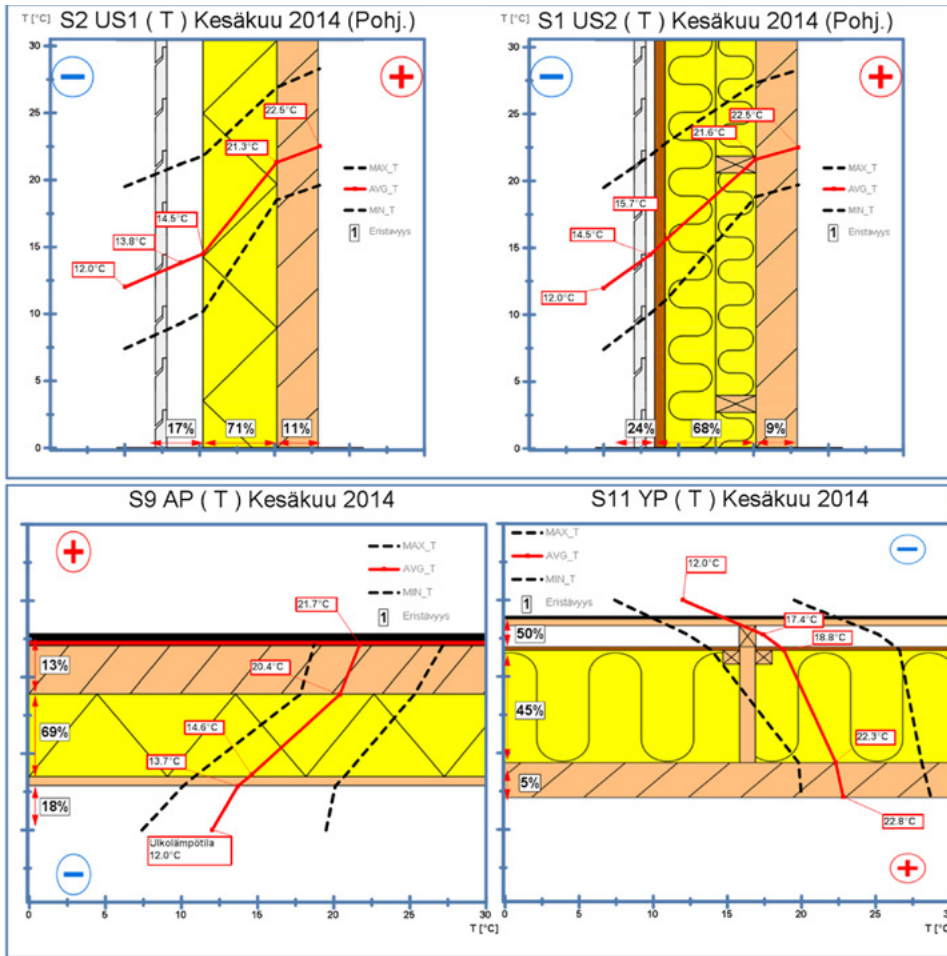 T [°C]
S2 US1 ( T ) Kesäkuu 2014 (Pohj.)
30
25
20
15
10
5
0
22.5°C
21.3°C
14.5°C
13.8°C
12.0°C
MAX_T
AVG_T
MIN_T
1 Eristävyys
17% 71% 11%
T [°C]
S1 US2 ( T ) Kesäkuu 2014 (Pohj.)
30
25
20
15
10
5
0
22.5°C
21.6°C
15.7°C
14.5°C
12.0°C
MAX_T
AVG_T
MIN_T
1 Eristävyys
24% 68% 9%
S9 AP ( T ) Kesäkuu 2014
MAX_T
AVG_T
MIN_T
1 Eristävyys
21.7°C
13%
20.4°C
69%
14.6°C
13.7°C
18%
Ulkolämpötila
12.0°C
0 5 10 15 20 25 30
T [°C]
S11 YP ( T ) Kesäkuu 2014
MAX_T
AVG_T
MIN_T
1 Eristävyys
12.0°C
17.4°C
50%
18.8°C
45%
22.3°C
5%
22.8°C
0 5 10 15 20 25 30
T [°C]